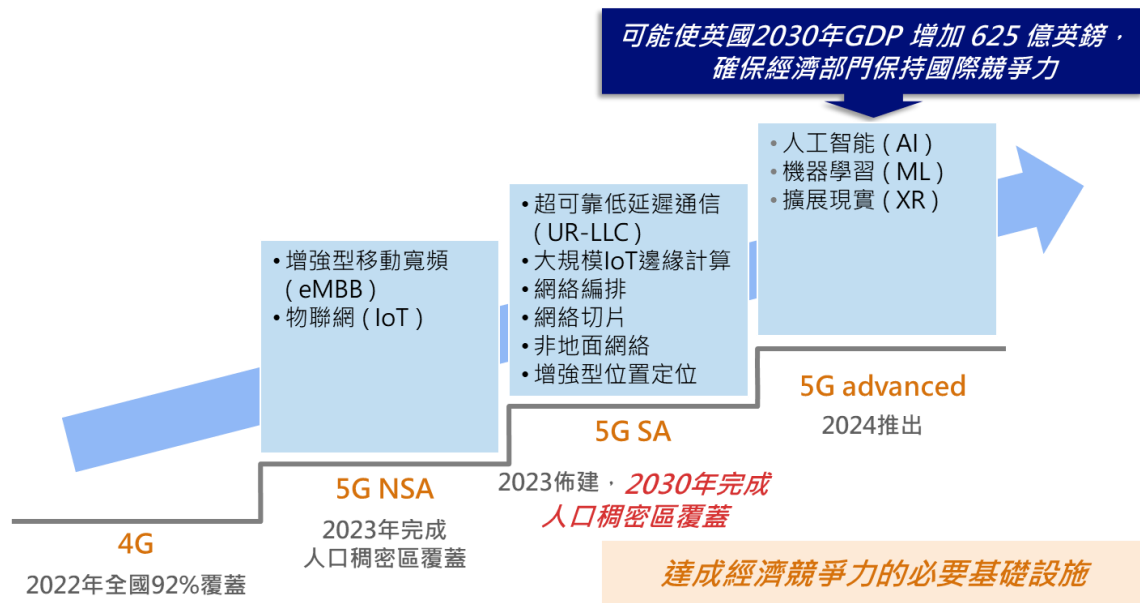 可能使英國2030年GDP 增加 625 億英鎊，
確保經濟部門保持國際競爭力
• 人工智能 ( AI )
• 機器學習 ( ML )
• 擴展現實 ( XR )
• 超可靠低延遲通信
( UR-LLC )
• 大規模IoT邊緣計算
• 網絡編排
• 網絡切片
• 非地面網絡
• 增強型位置定位
• 增強型移動寬頻
( eMBB )
• 物聯網 ( IoT )
4G
2022年全國92%覆蓋
5G NSA
2023年完成
人口稠密區覆蓋
5G SA
2023佈建，2030年完成
人口稠密區覆蓋
5G advanced
2024推出
達成經濟競爭力的必要基礎設施